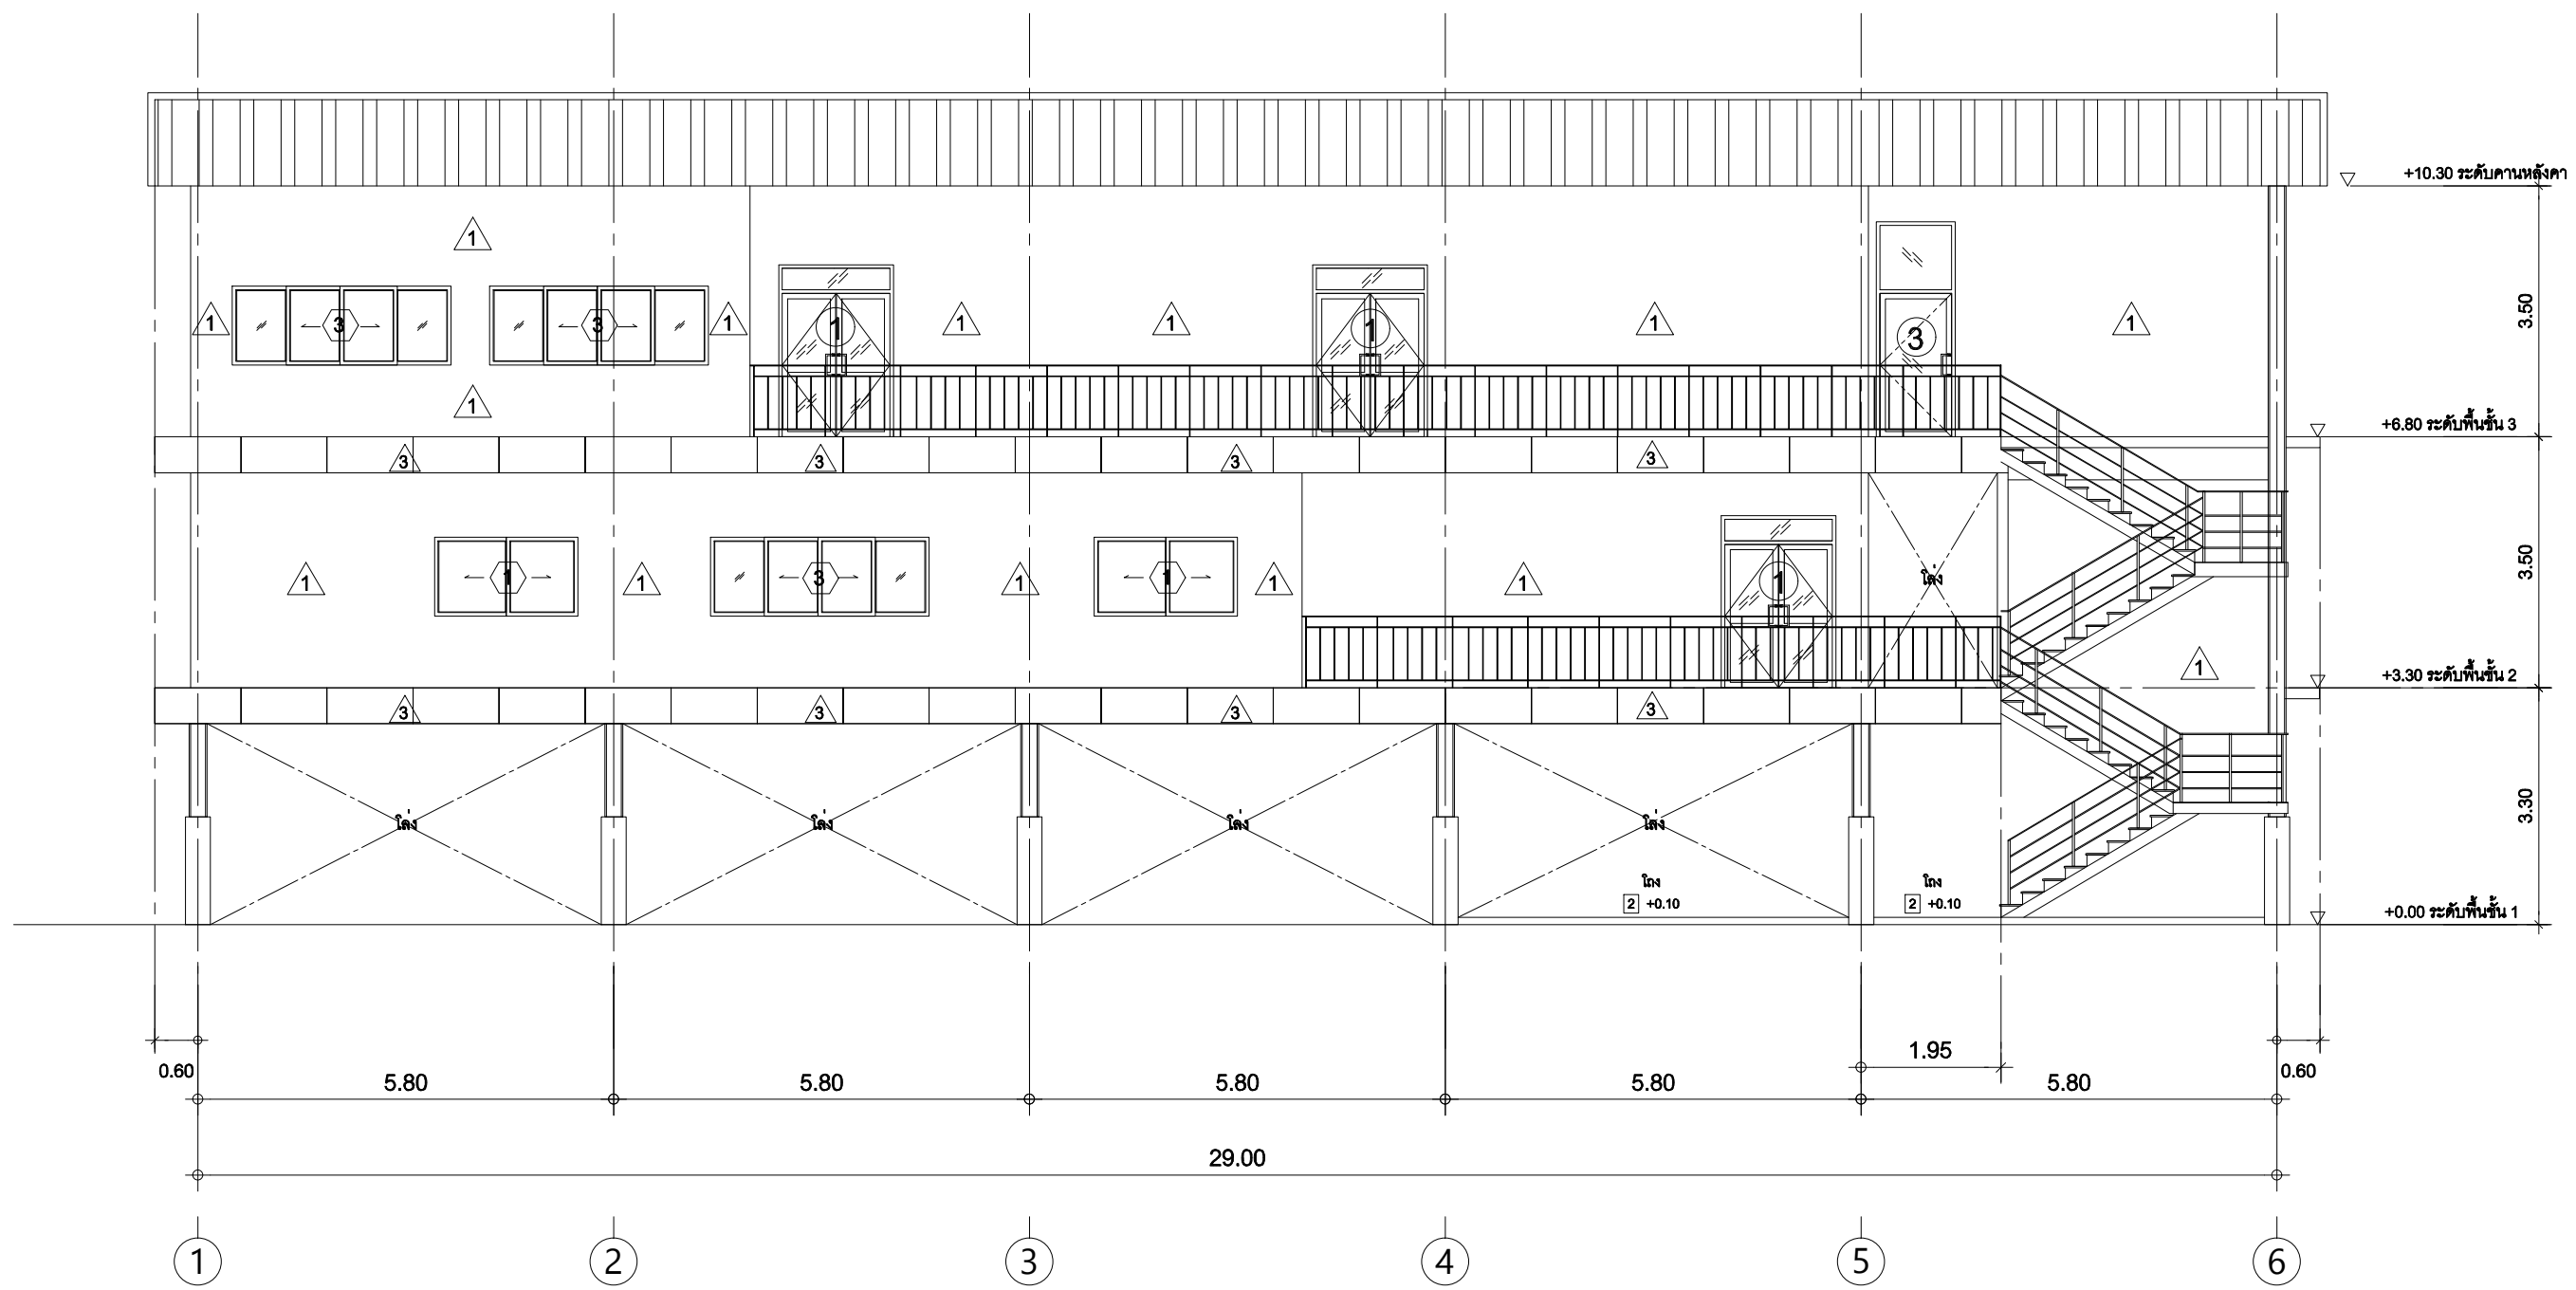 +10.30 ระดับคานหลังคา
1
1 3 3 1 1 1 1 1 1 3 1
3.50
1
+6.80 ระดับพื้นชั้น 3
3 3 3 3
1 1 1 3 1 1 1 1 1 โล่ง
3.50
1
+3.30 ระดับพื้นชั้น 2
3 3 3 3
โล่ง โล่ง โล่ง โล่ง
3.30
โถง โถง
2 +0.10 2 +0.10
+0.00 ระดับพื้นชั้น 1
1.95
0.60 0.60
5.80 5.80 5.80 5.80 5.80
29.00
1 2 3 4 5 6